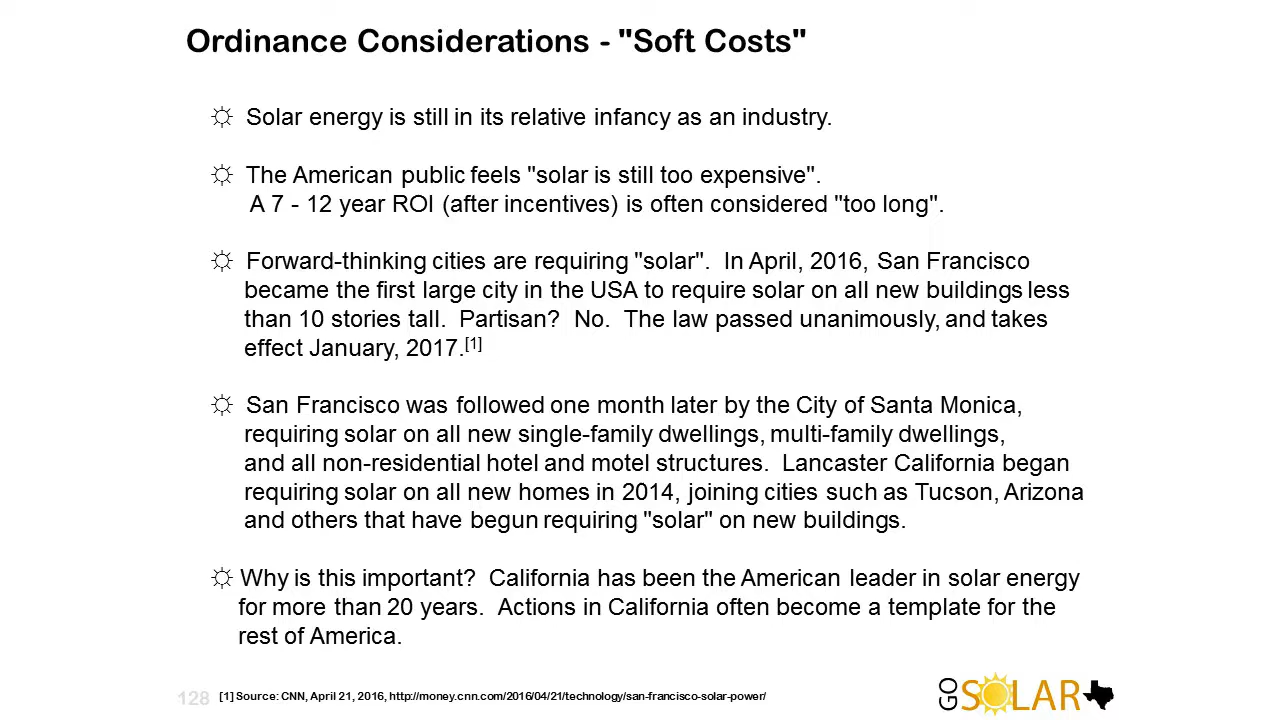 Ordinance Considerations - "Soft Costs"
☼ Solar energy is still in its relative infancy as an industry.
☼ The American public feels "solar is still too expensive".
A 7 - 12 year ROI (after incentives) is often considered "too long".
☼ Forward-thinking cities are requiring "solar". In April, 2016, San Francisco
became the first large city in the USA to require solar on all new buildings less
than 10 stories tall. Partisan? No. The law passed unanimously, and takes
effect January, 2017.[1]
☼ San Francisco was followed one month later by the City of Santa Monica,
requiring solar on all new single-family dwellings, multi-family dwellings,
and all non-residential hotel and motel structures. Lancaster California began
requiring solar on all new homes in 2014, joining cities such as Tucson, Arizona
and others that have begun requiring "solar" on new buildings.
☼ Why is this important? California has been the American leader in solar energy
for more than 20 years. Actions in California often become a template for the
rest of America.
128 [1] Source: CNN, April 21, 2016, http://money.cnn.com/2016/04/21/technology/san-francisco-solar-power/
GO SOLAR